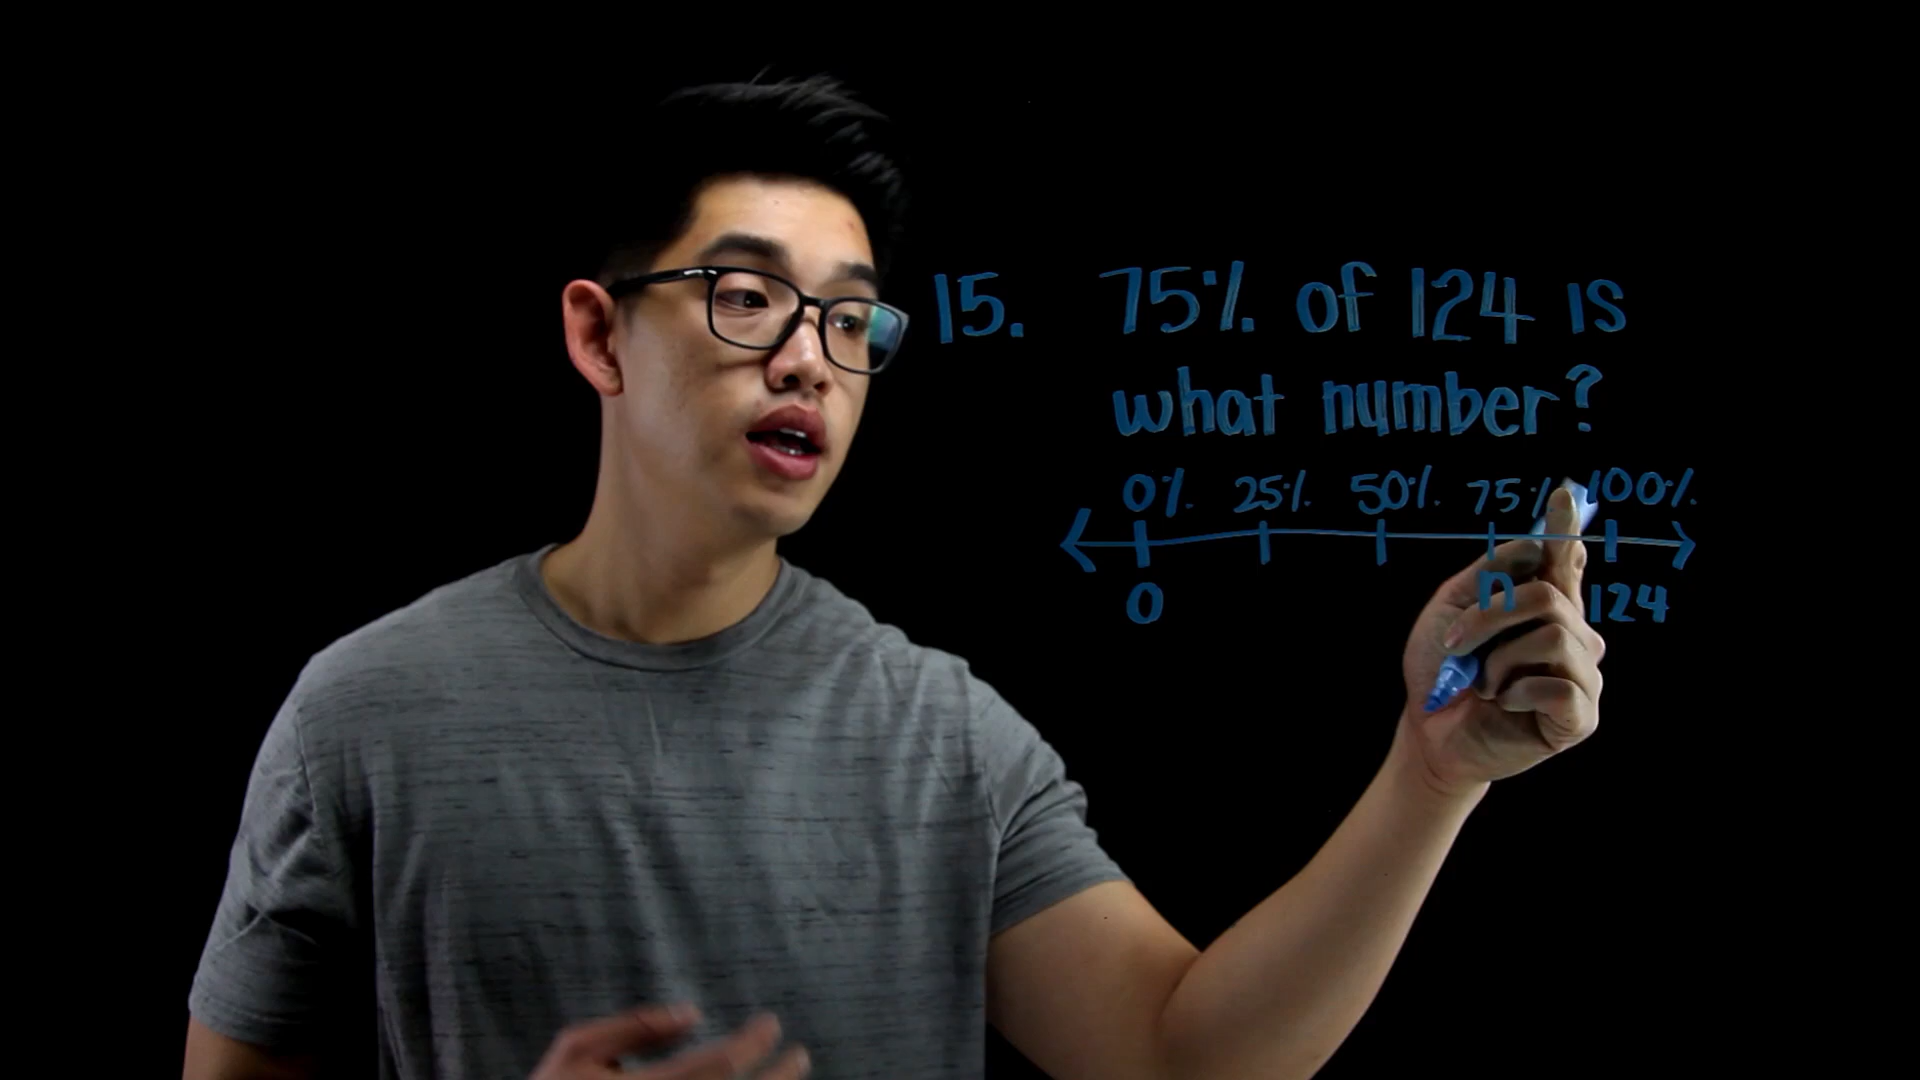 15. 75% of 124 is
what number?
0% 25% 50% 75% 100%
0 n 124